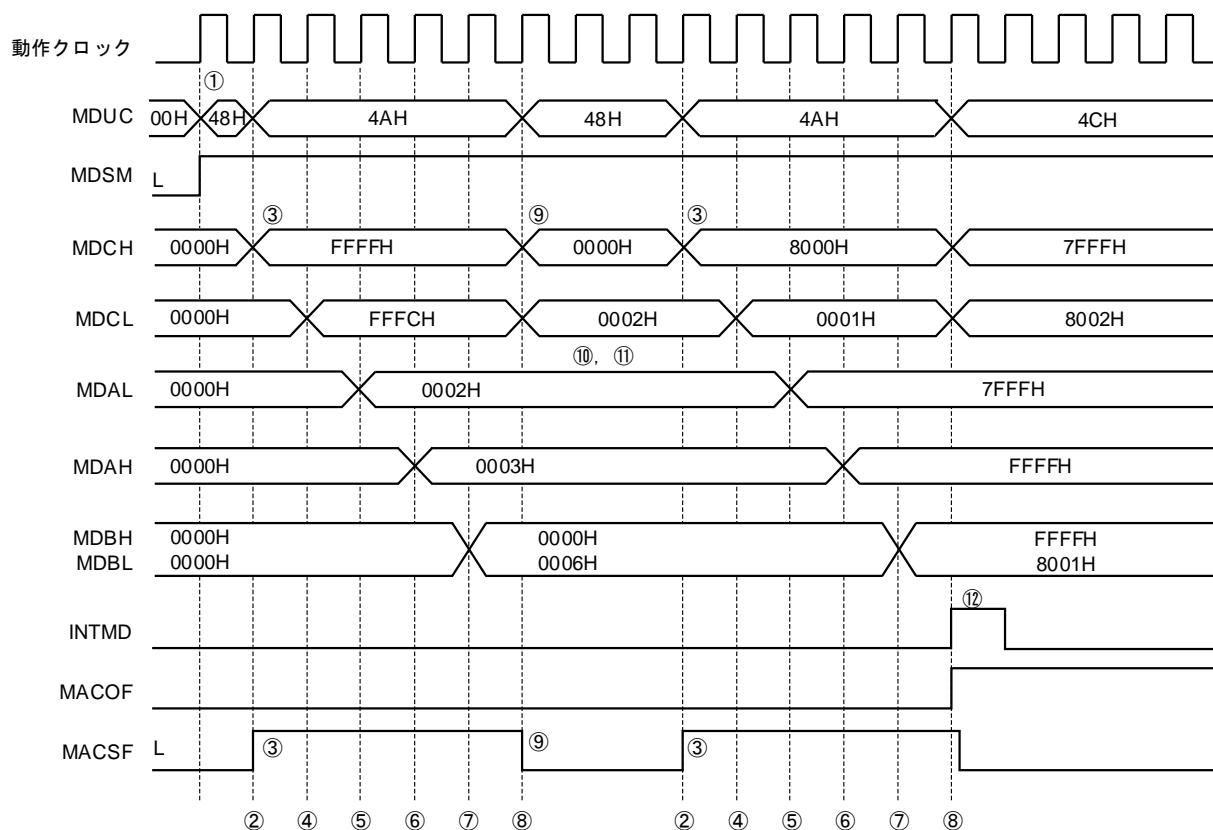 動作クロック
①
MDUC 00H 48H 4AH 48H 4AH 4CH
MDSM L
③ ⑨ ③
MDCH 0000H FFFFH 0000H 8000H 7FFFH
MDCL 0000H FFFCH 0002H 0001H 8002H
⑩, ⑪
MDAL 0000H 0002H 7FFFH
MDAH 0000H 0003H FFFFH
MDBH 0000H 0000H FFFFH
MDBL 0000H 0006H 8001H
⑫
INTMD
MACOF
MACSF L ③ ⑨ ③
② ④ ⑤ ⑥ ⑦ ⑧ ② ④ ⑤ ⑥ ⑦ ⑧